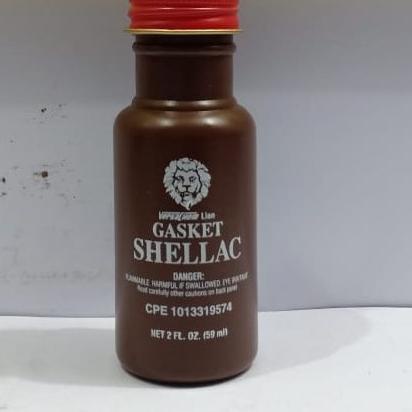 Versachem Lion
GASKET
SHELLAC
DANGER:
FLAMMABLE. HARMFUL IF SWALLOWED. EYE IRRITANT.
Read carefully other cautions on back panel
CPE 1013319574
NET 2 FL. OZ. (59 ml)